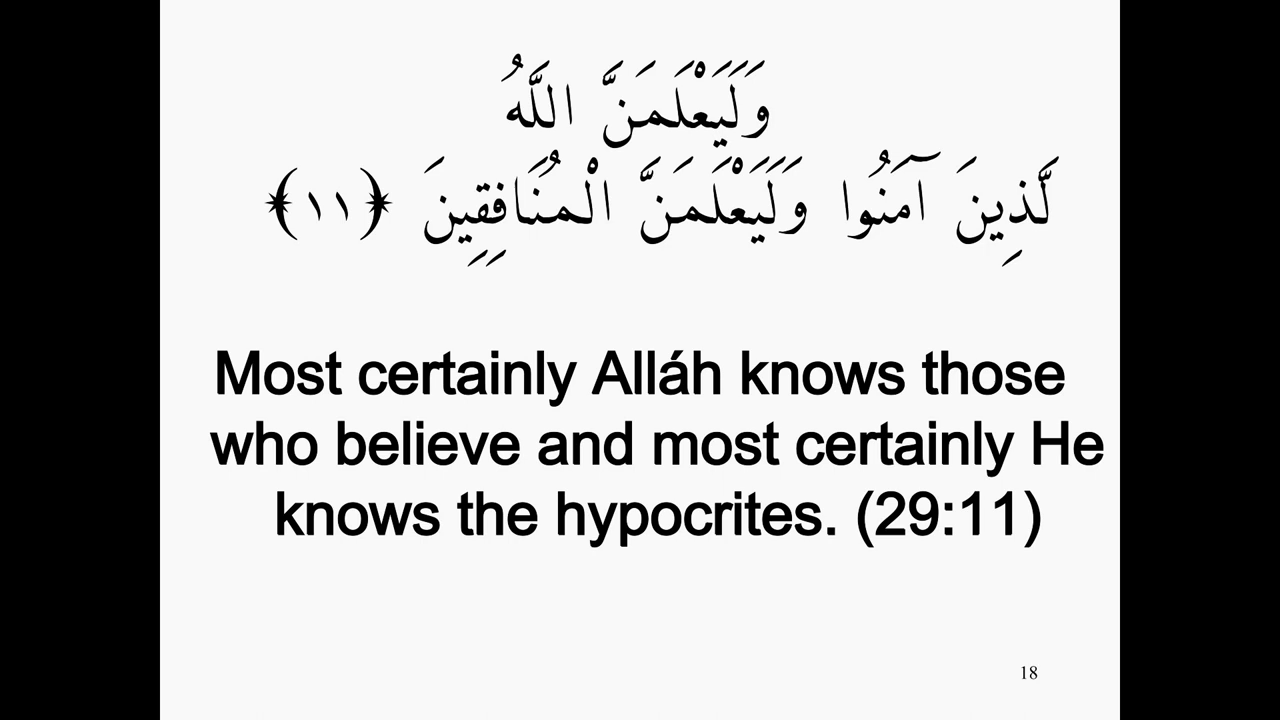 وَلَيَعْلَمَنَّ اللَّهُ
لَّذِينَ آمَنُوا وَلَيَعْلَمَنَّ الْمُنَافِقِينَ ﴿١١﴾
Most certainly Alláh knows those
who believe and most certainly He
knows the hypocrites. (29:11)
18